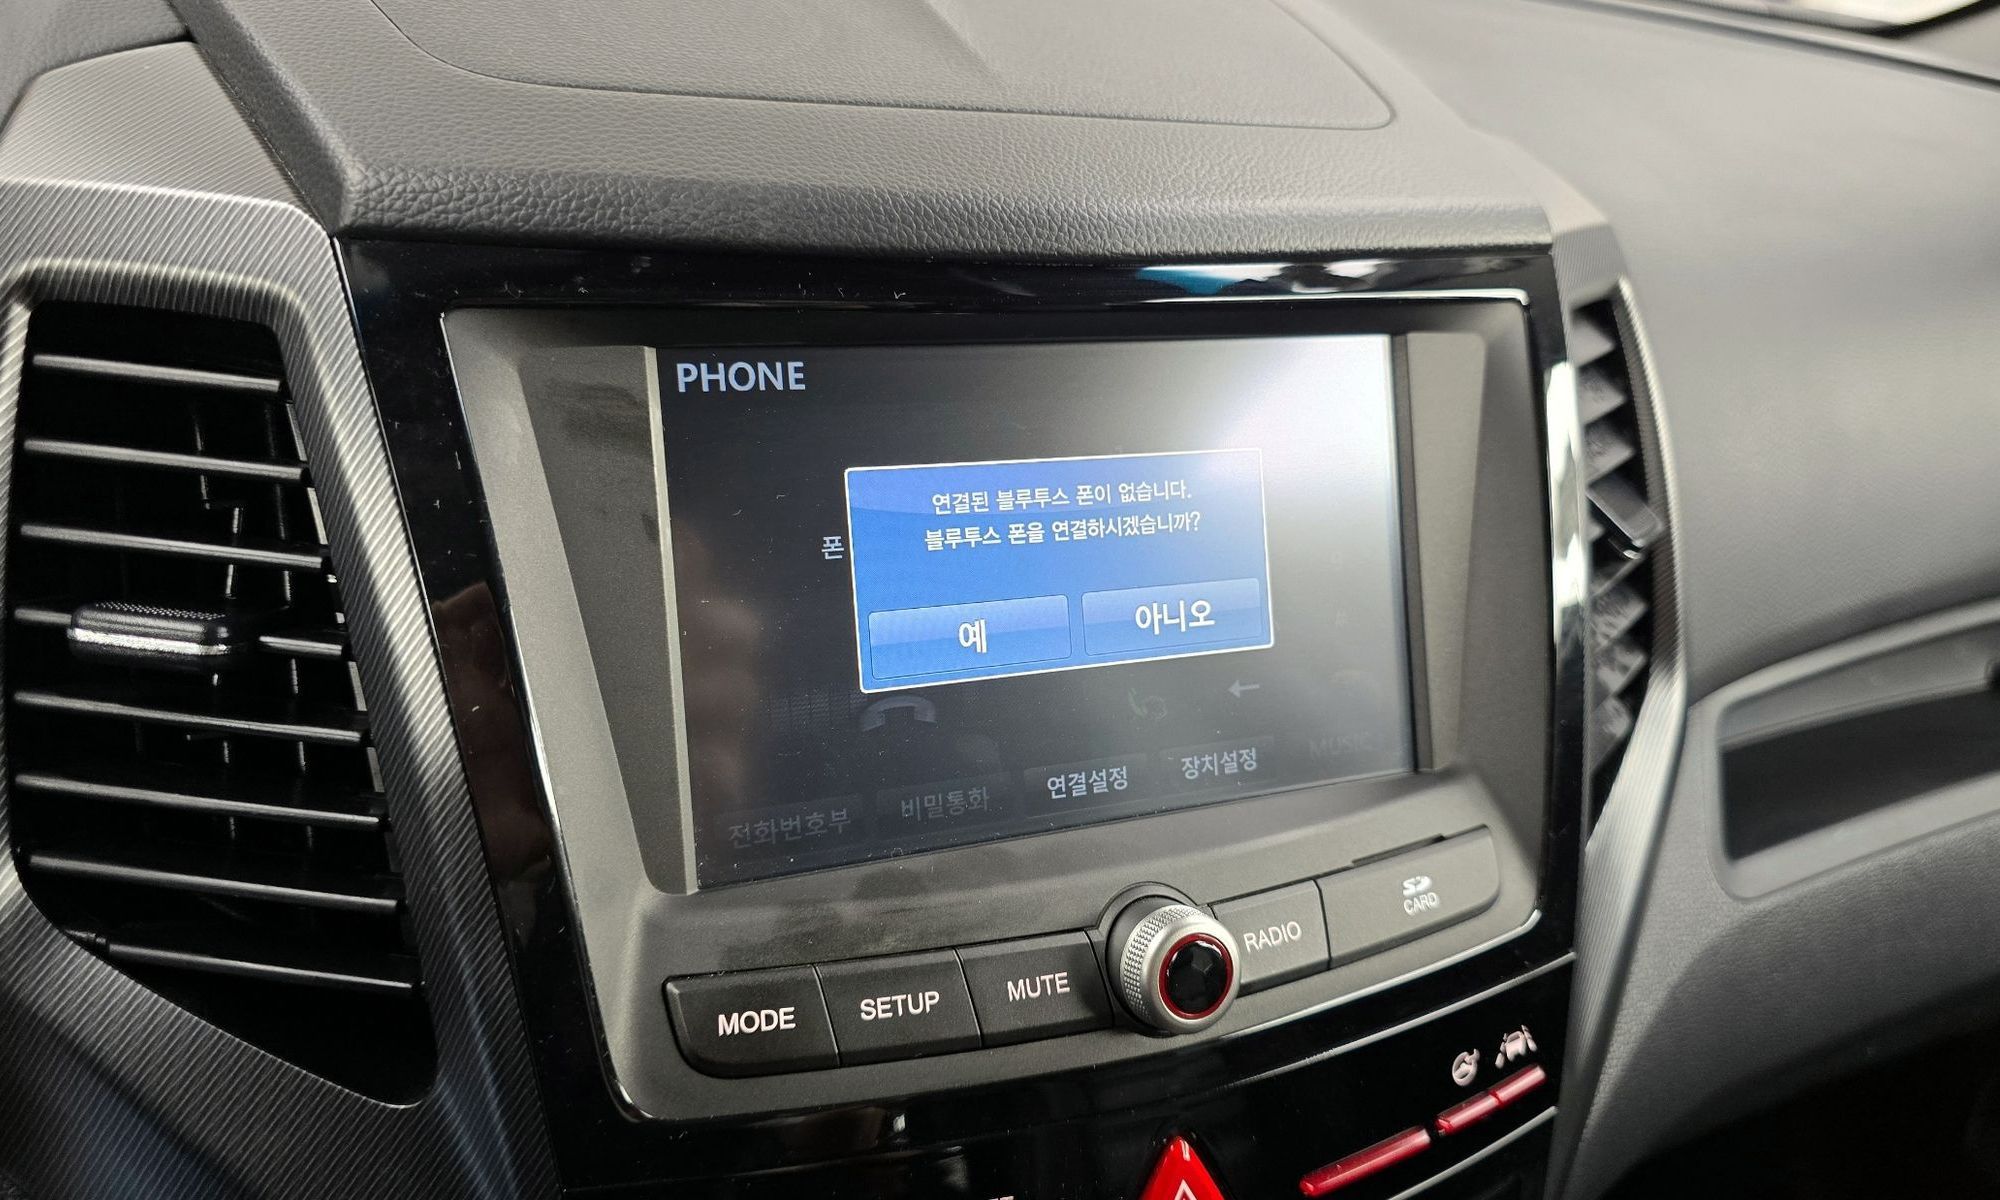 PHONE
연결된 블루투스 폰이 없습니다.
블루투스 폰을 연결하시겠습니까?
폰
예
아니오
MUSIC
전화번호부
비밀통화
연결설정
장치설정
MODE
SETUP
MUTE
RADIO
SD
CARD